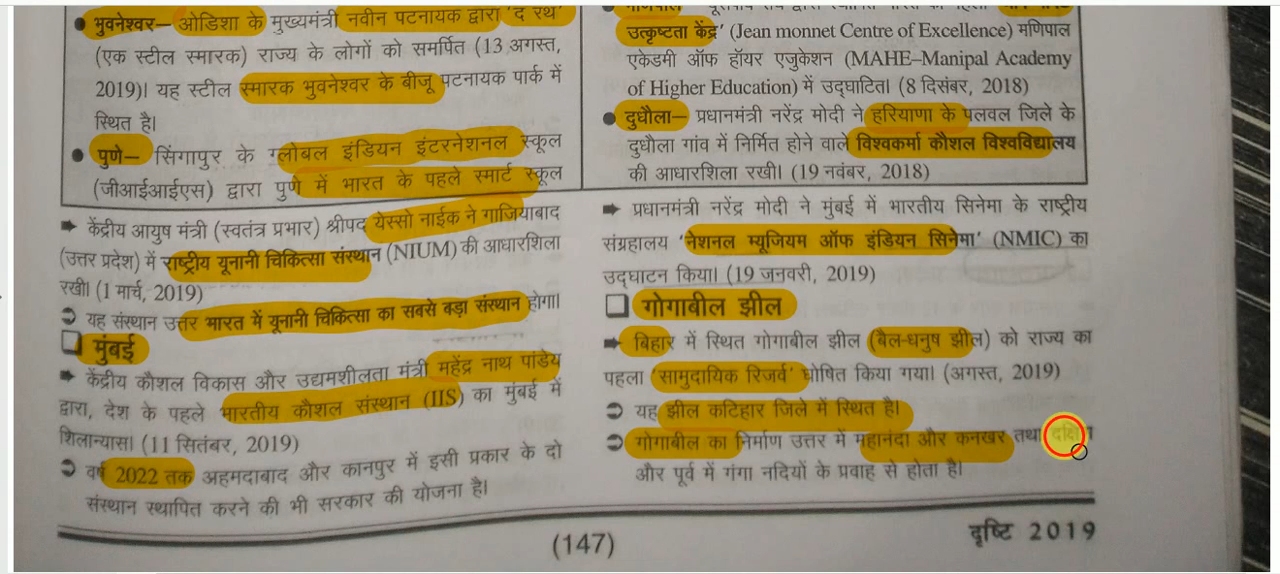 ● भुवनेश्वर– ओडिशा के मुख्यमंत्री नवीन पटनायक द्वारा 'द रथ'
(एक स्टील स्मारक) राज्य के लोगों को समर्पित (13 अगस्त,
2019)। यह स्टील स्मारक भुवनेश्वर के बीजू पटनायक पार्क में
स्थित है।
● पुणे– सिंगापुर के ग्लोबल इंडियन इंटरनेशनल स्कूल
(जीआईआईएस) द्वारा पुणे में भारत के पहले स्मार्ट स्कूल
➡ केंद्रीय आयुष मंत्री (स्वतंत्र प्रभार) श्रीपद येस्सो नाईक ने गाजियाबाद
(उत्तर प्रदेश) में राष्ट्रीय यूनानी चिकित्सा संस्थान (NIUM) की आधारशिला
रखी। (1 मार्च, 2019)
➲ यह संस्थान उत्तर भारत में यूनानी चिकित्सा का सबसे बड़ा संस्थान होगा।
❑ मुंबई
➡ केंद्रीय कौशल विकास और उद्यमशीलता मंत्री महेंद्र नाथ पांडेय
द्वारा, देश के पहले भारतीय कौशल संस्थान (IIS) का मुंबई में
शिलान्यास। (11 सितंबर, 2019)
➲ वर्ष 2022 तक अहमदाबाद और कानपुर में इसी प्रकार के दो
संस्थान स्थापित करने की भी सरकार की योजना है।
उत्कृष्टता केंद्र' (Jean monnet Centre of Excellence) मणिपाल
एकेडमी ऑफ हॉयर एजुकेशन (MAHE–Manipal Academy
of Higher Education) में उद्घाटित। (8 दिसंबर, 2018)
● दुधौला– प्रधानमंत्री नरेंद्र मोदी ने हरियाणा के पलवल जिले के
दुधौला गांव में निर्मित होने वाले विश्वकर्मा कौशल विश्वविद्यालय
की आधारशिला रखी। (19 नवंबर, 2018)
➡ प्रधानमंत्री नरेंद्र मोदी ने मुंबई में भारतीय सिनेमा के राष्ट्रीय
संग्रहालय 'नेशनल म्यूजियम ऑफ इंडियन सिनेमा' (NMIC) का
उद्घाटन किया। (19 जनवरी, 2019)
❑ गोगाबील झील
➡ बिहार में स्थित गोगाबील झील (बैल-धनुष झील) को राज्य का
पहला 'सामुदायिक रिजर्व' घोषित किया गया। (अगस्त, 2019)
➲ यह झील कटिहार जिले में स्थित है।
➲ गोगाबील का निर्माण उत्तर में महानंदा और कनखर तथा
और पूर्व में गंगा नदियों के प्रवाह से होता है।
(147)
दृष्टि 2019